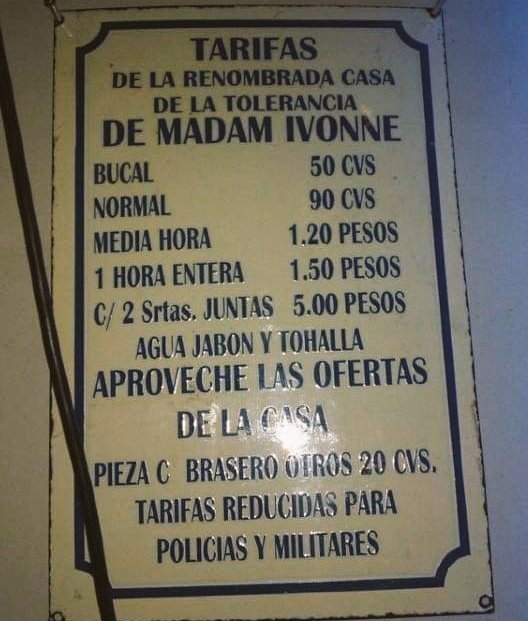 TARIFAS
DE LA RENOMBRADA CASA
DE LA TOLERANCIA
DE MADAM IVONNE
BUCAL 50 CVS
NORMAL 90 CVS
MEDIA HORA 1.20 PESOS
1 HORA ENTERA 1.50 PESOS
C/ 2 Srtas. JUNTAS 5.00 PESOS
AGUA JABON Y TOHALLA
APROVECHE LAS OFERTAS
DE LA CASA
PIEZA C BRASERO OTROS 20 CVS.
TARIFAS REDUCIDAS PARA
POLICIAS Y MILITARES